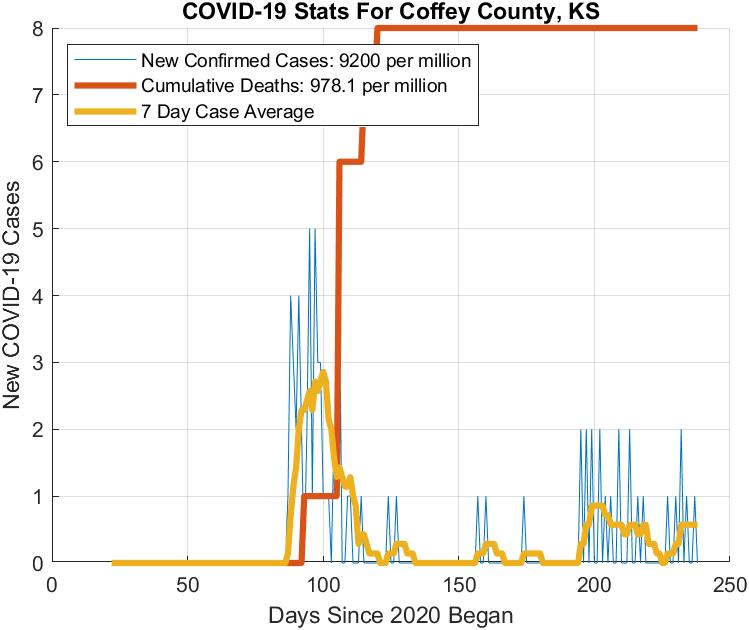 COVID-19 Stats For Coffey County, KS
New Confirmed Cases: 9200 per million
Cumulative Deaths: 978.1 per million
7 Day Case Average
New COVID-19 Cases
8
7
6
5
4
3
2
1
0
0 50 100 150 200 250
Days Since 2020 Began